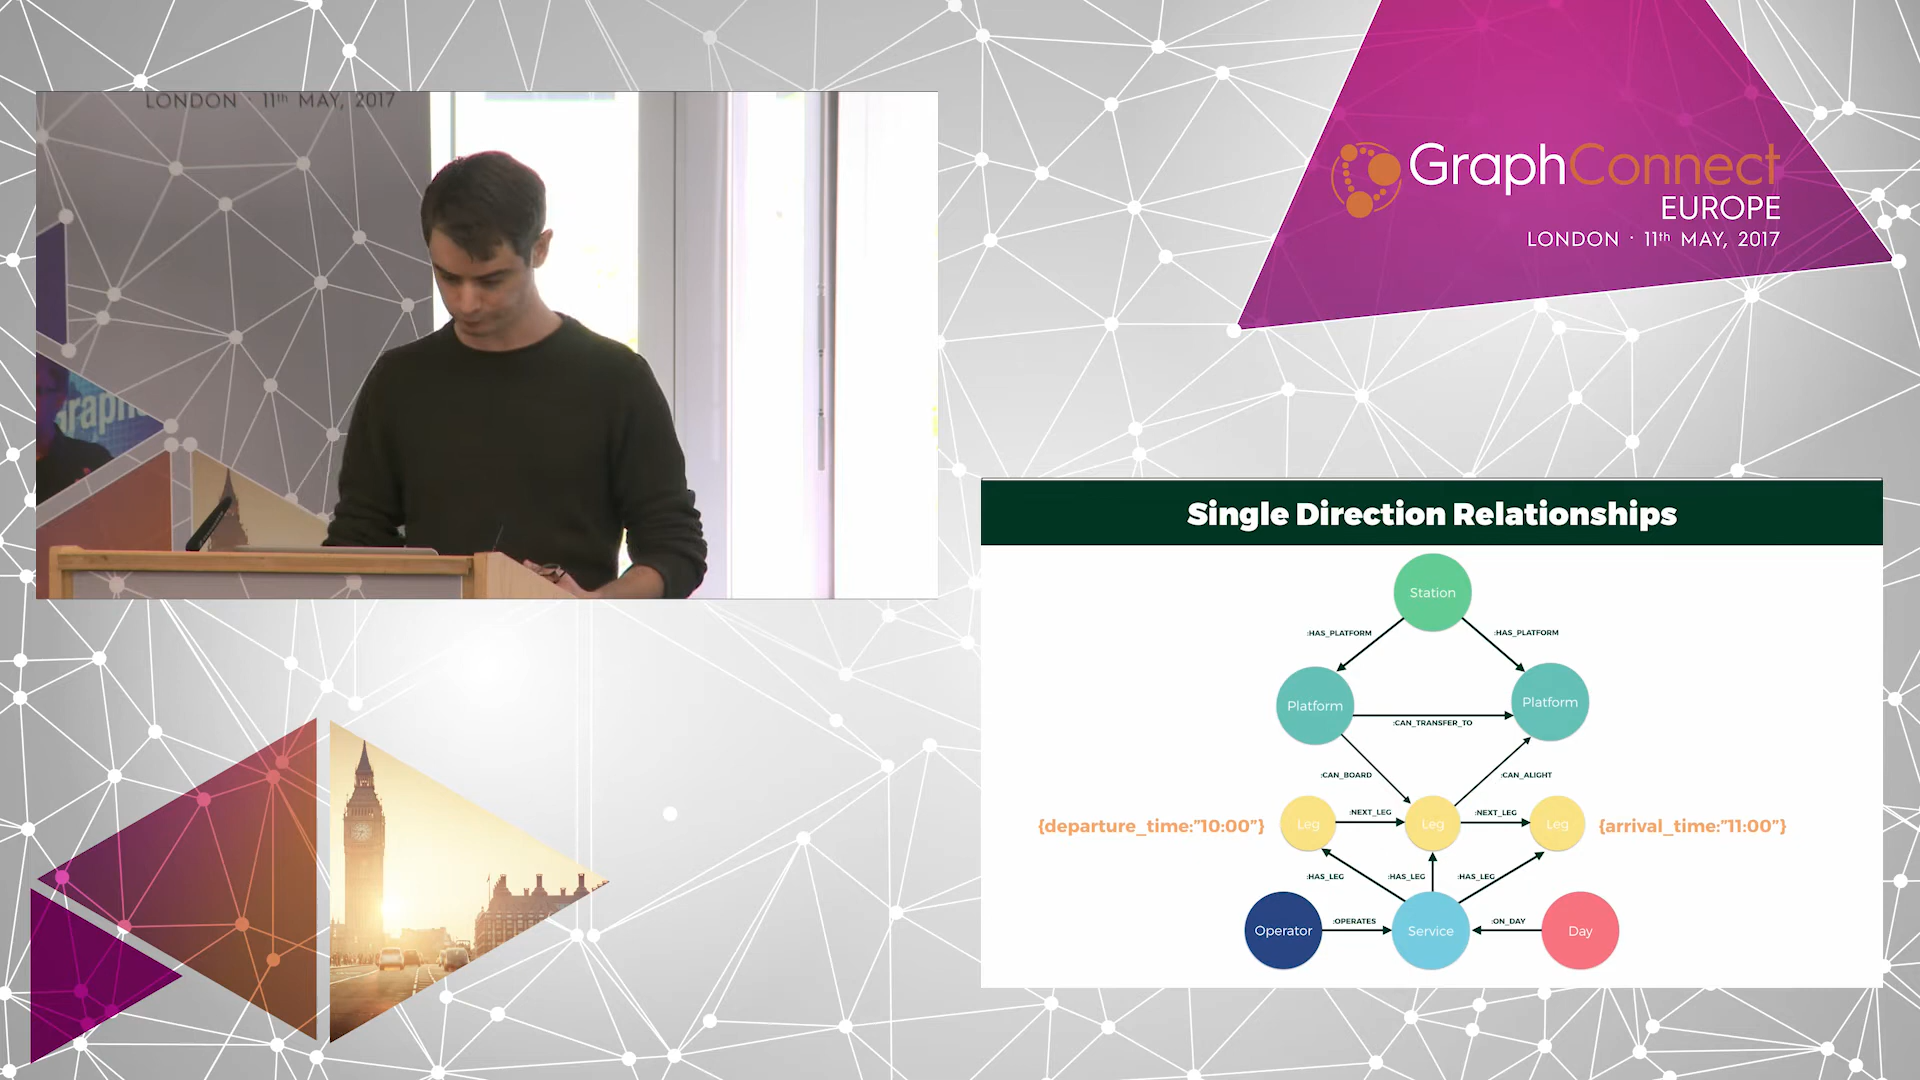 LONDON · 11th MAY, 2017
GraphConnect
EUROPE
LONDON · 11th MAY, 2017
Single Direction Relationships
Station
:HAS_PLATFORM
:HAS_PLATFORM
Platform
Platform
:CAN_TRANSFER_TO
:CAN_BOARD
:CAN_ALIGHT
{departure_time:"10:00"}
Leg
:NEXT_LEG
Leg
:NEXT_LEG
Leg
{arrival_time:"11:00"}
:HAS_LEG
:HAS_LEG
:HAS_LEG
Operator
:OPERATES
Service
:ON_DAY
Day